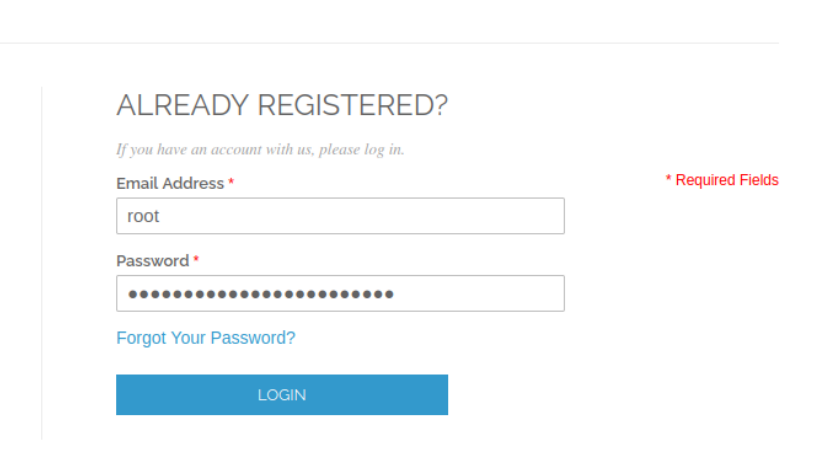 ALREADY REGISTERED?
If you have an account with us, please log in.
Email Address *
* Required Fields
root
Password *
••••••••••••••••••••••••
Forgot Your Password?
LOGIN